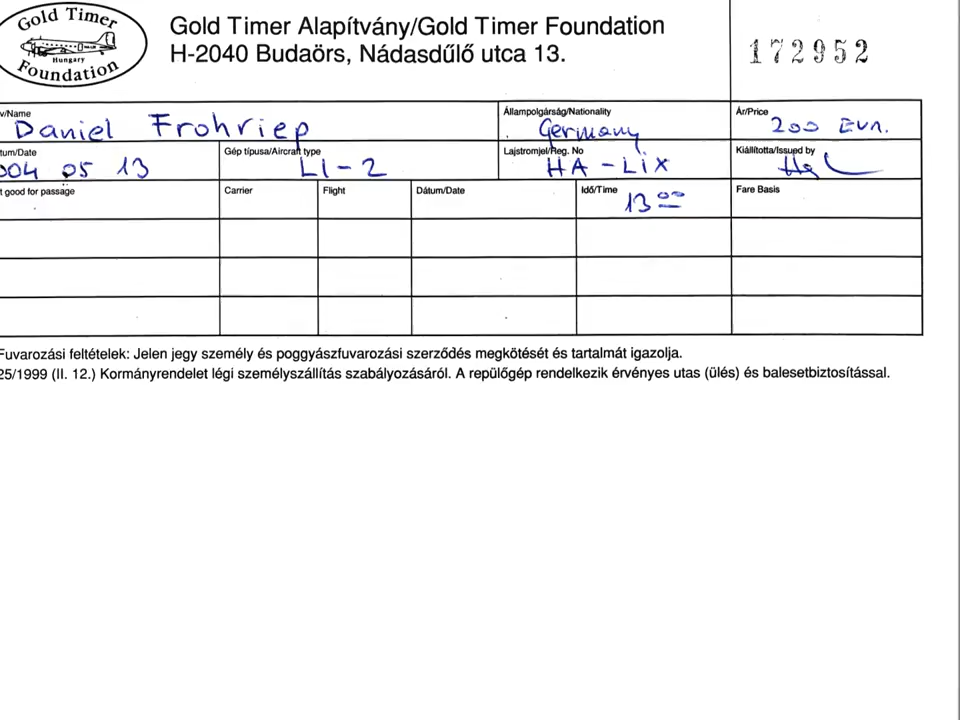 Gold Timer
Hungary
Foundation
Gold Timer Alapítvány/Gold Timer Foundation
H-2040 Budaörs, Nádasdűlő utca 13.
172952
v/Name
Daniel Frohriep
Állampolgárság/Nationality
Germany
Ár/Price
200 Eur.
tum/Date
004 05 13
Gép típusa/Aircraft type
LI-2
Lajstromjel/Reg. No
HA-LIX
Kiállította/Issued by
t good for passage
Carrier
Flight
Dátum/Date
Idő/Time
13 00
Fare Basis
Fuvarozási feltételek: Jelen jegy személy és poggyászfuvarozási szerződés megkötését és tartalmát igazolja.
25/1999 (II. 12.) Kormányrendelet légi személyszállítás szabályozásáról. A repülőgép rendelkezik érvényes utas (ülés) és balesetbiztosítással.